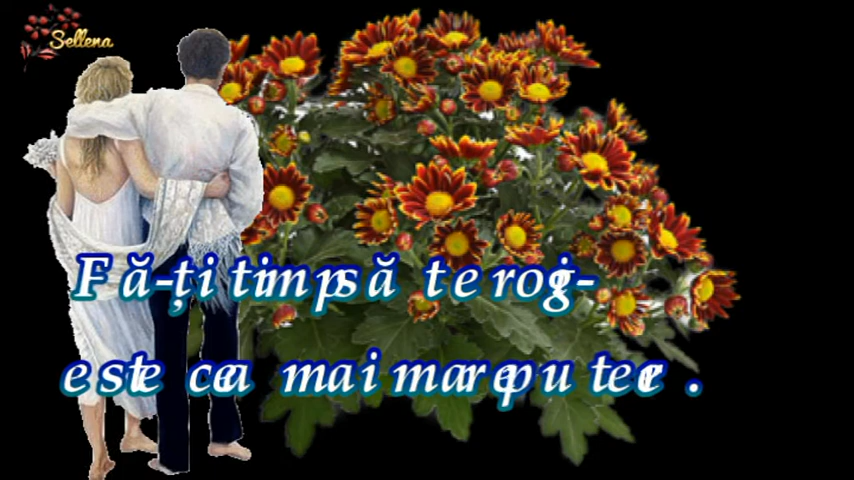 Sellena
Fă-ți timp să te rogi-
este cea mai mare putere .